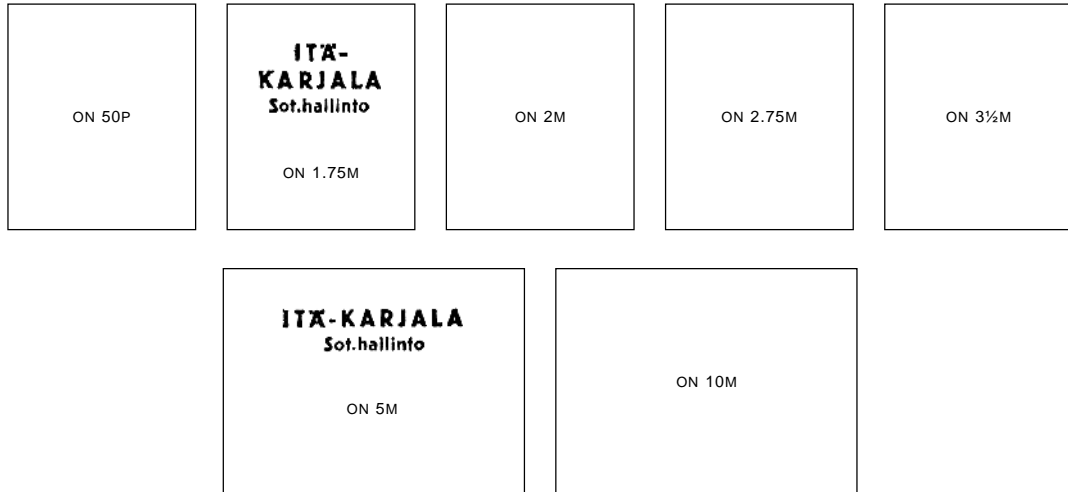 ON 50P
ITÄ-
KARJALA
Sot.hallinto
ON 1.75M
ON 2M
ON 2.75M
ON 3½M
ITÄ-KARJALA
Sot.hallinto
ON 5M
ON 10M